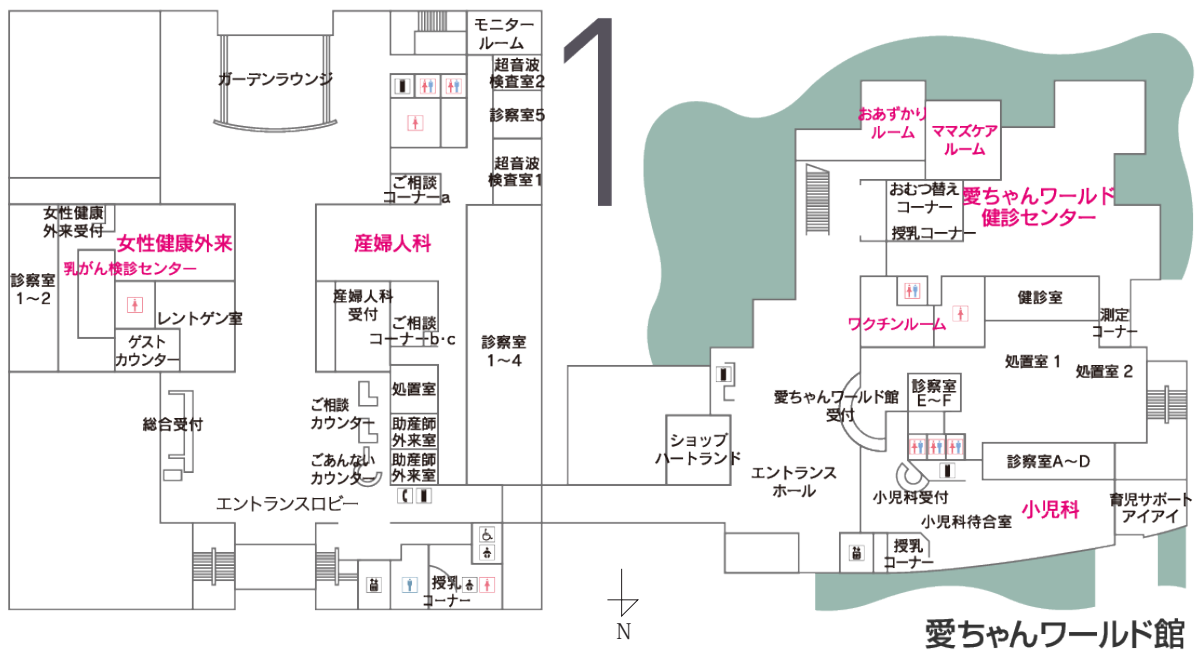 1
モニター
ルーム
ガーデンラウンジ
超音波
検査室2
診察室5
超音波
検査室1
ご相談
コーナーa
女性健康
外来受付
女性健康外来
乳がん検診センター
産婦人科
診察室
1～2
レントゲン室
ゲスト
カウンター
産婦人科
受付
ご相談
コーナーb・c
診察室
1～4
処置室
ご相談
カウンター
助産師
外来室
総合受付
ごあんない
カウンター
助産師
外来室
エントランスロビー
授乳
コーナー
N
おあずかり
ルーム
ママズケア
ルーム
おむつ替え
コーナー
授乳コーナー
愛ちゃんワールド
健診センター
健診室
ワクチンルーム
測定
コーナー
処置室 1
処置室 2
愛ちゃんワールド館
受付
診察室
E～F
ショップ
ハートランド
エントランス
ホール
診察室A～D
小児科受付
小児科待合室
小児科
育児サポート
アイアイ
授乳
コーナー
愛ちゃんワールド館